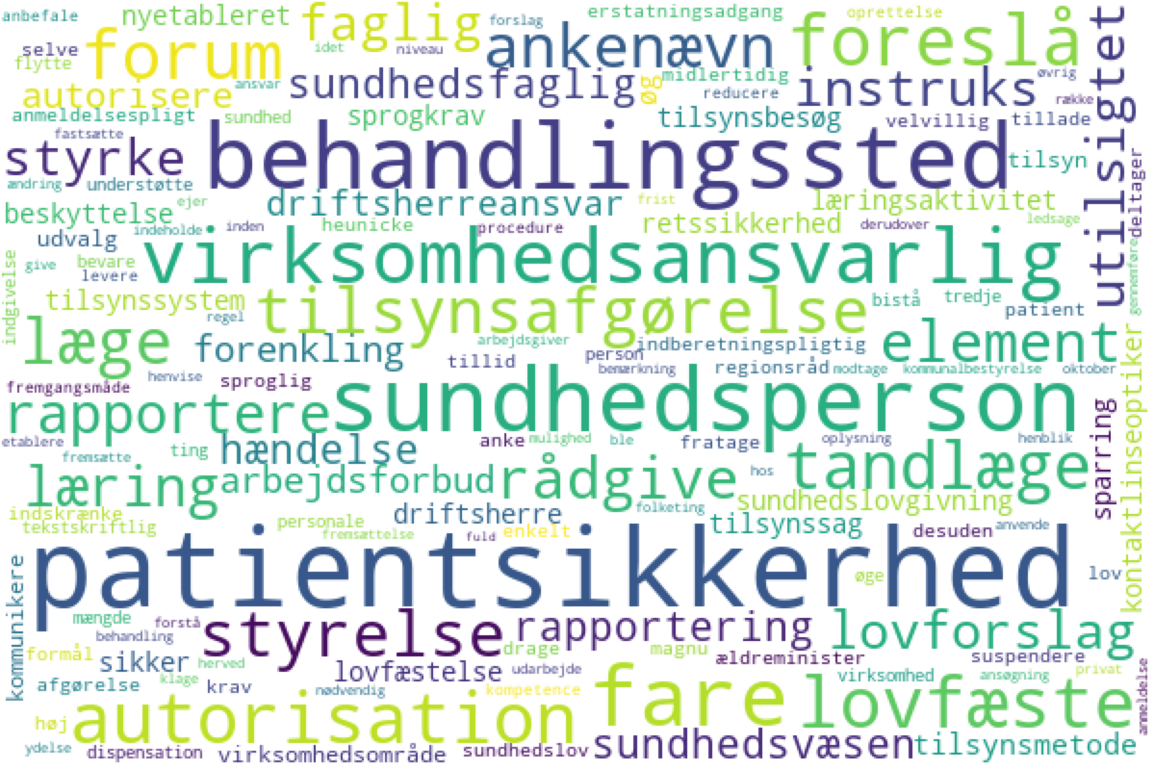 anbefale nyetableret faglig forslag erstatningsadgang oprettelse
selve forum idet niveau ankenævn foreslå
flytte autorisere ansvar sundhedsfaglig øg midlertidig reducere instruks øvrig utilsigtet
anmeldelsespligt sundhed sprogkrav tilsynsbesøg velvillig tillade række
fastsætte styrke behandlingssted tilsyn
ændring understøtte ejer driftsherreansvar frist læringsaktivitet deltager
beskyttelse indeholde inden heunicke procedure retssikkerhed derudover ledsage
udvalg give bevare levere virksomhedsansvarlig gennemføre
indgivelse tilsynssystem regel tilsynsafgørelse bistå tredje patient
læge forenkling arbejdsgiver indberetningspligtig element kontaktlinseoptiker
tillid person bemærkning regionsråd modtage kommunalbestyrelse oktober
fremgangsmåde henvise sproglig sundhedsperson
rapportere sparring
etablere ting hændelse anke mulighed ble fratage oplysning henblik
fremsætte læring arbejdsforbud rådgive hos tandlæge
indskrænke tekstskriftlig driftsherre folketing sundhedslovgivning
personale fremsættelse fuld enkelt tilsynssag desuden anvende
patientsikkerhed øge lov
kommunikere mængde forstå behandling styrelse rapportering lovforslag
formål sikker herved lovfæstelse drage udarbejde magnu ældreminister suspendere
afgørelse klage krav nødvendig kompetence fare virksomhed ansøgning privat anmeldelse
høj autorisation lovfæste
ydelse dispensation virksomhedsområde sundhedslov sundhedsvæsen tilsynsmetode